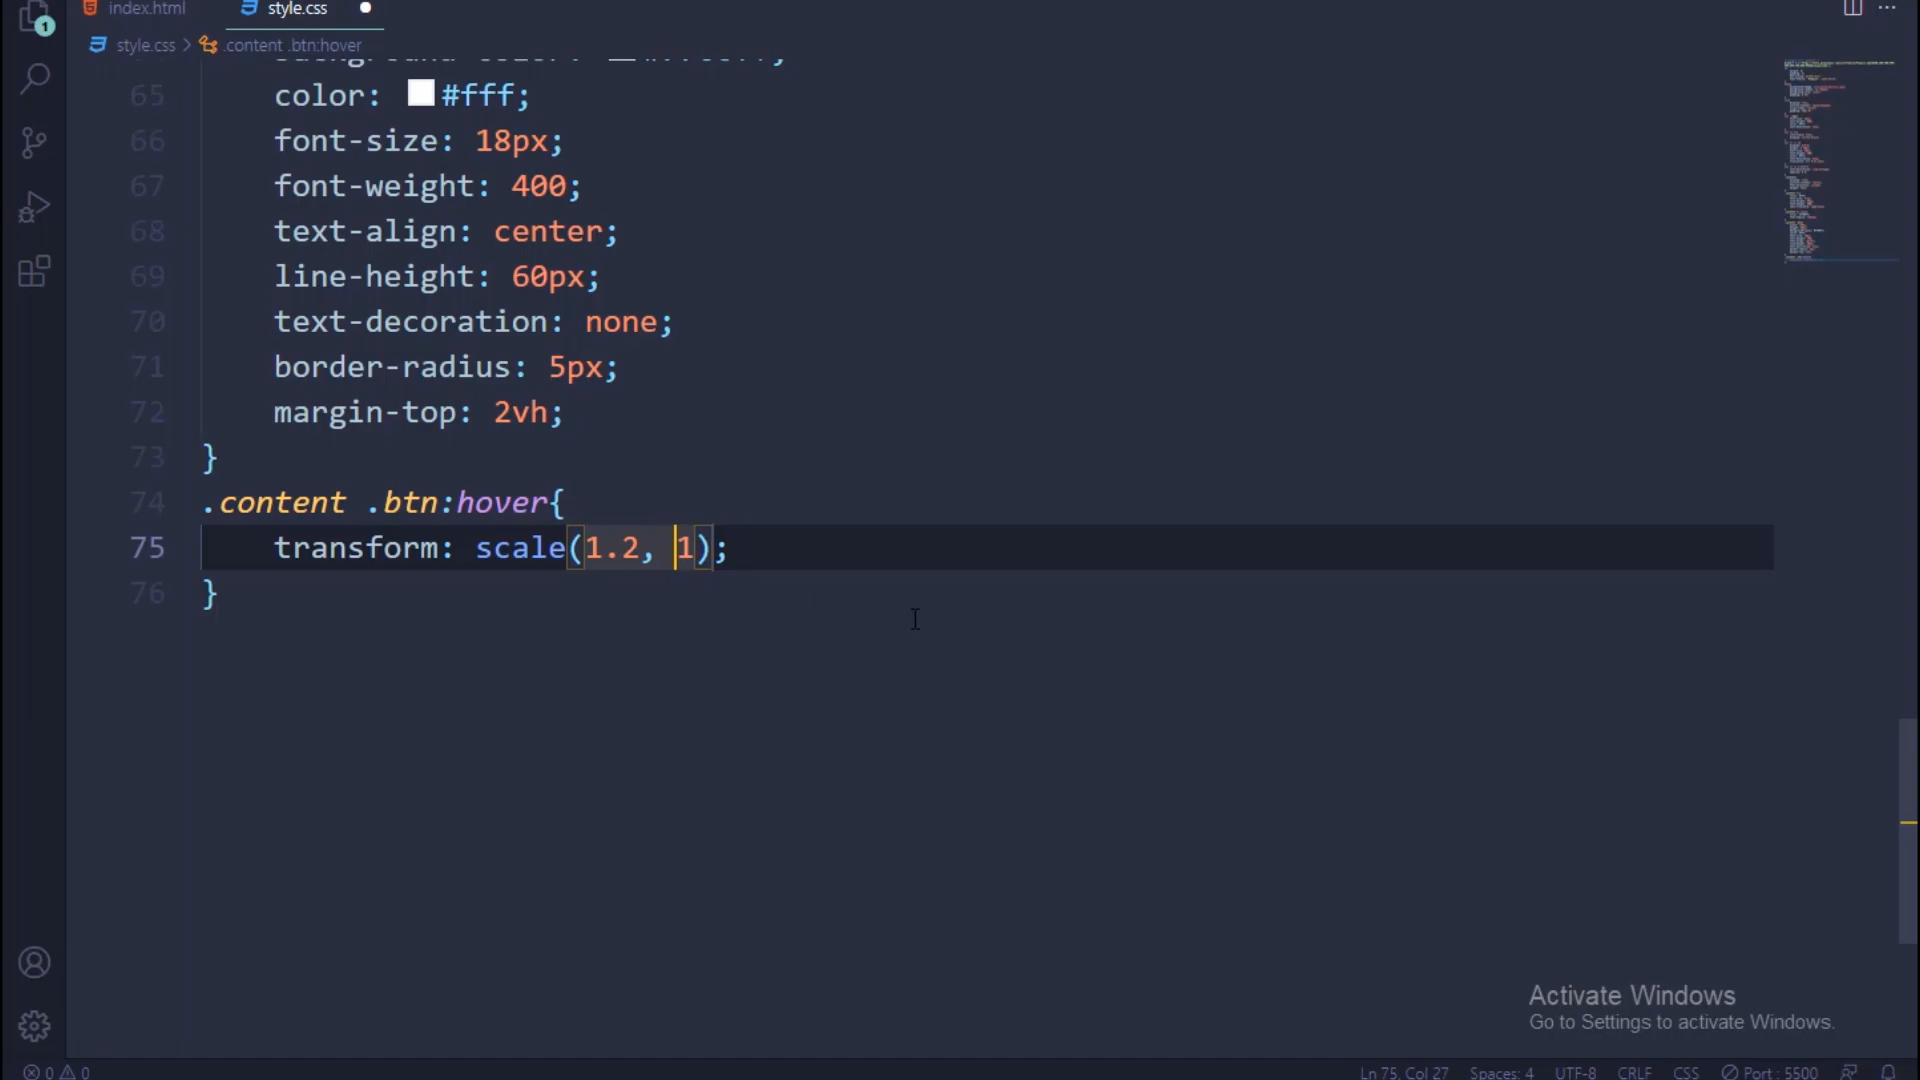 index.html
style.css
1
style.css > .content .btn:hover
65 color: #fff;
66 font-size: 18px;
67 font-weight: 400;
68 text-align: center;
69 line-height: 60px;
70 text-decoration: none;
71 border-radius: 5px;
72 margin-top: 2vh;
73 }
74 .content .btn:hover{
75 transform: scale(1.2, 1);
76 }
Activate Windows
Go to Settings to activate Windows.
0 0
Ln 75, Col 27 Spaces: 4 UTF-8 CRLF CSS Port : 5500